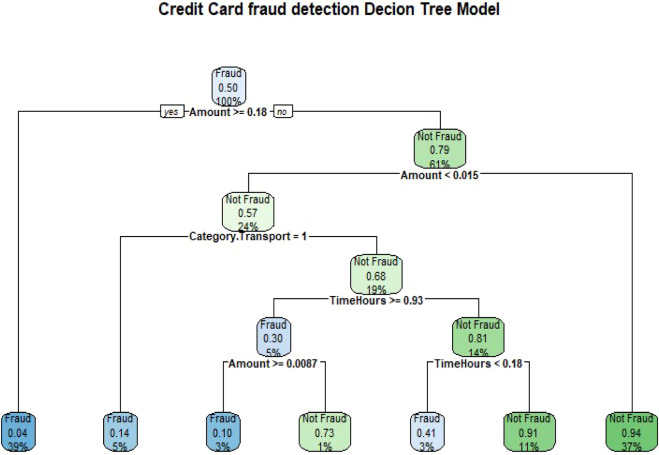 Credit Card fraud detection Decion Tree Model
Fraud
0.50
100%
yes Amount >= 0.18 no
Not Fraud
0.79
61%
Amount < 0.015
Not Fraud
0.57
24%
Category.Transport = 1
Not Fraud
0.68
19%
TimeHours >= 0.93
Fraud
0.30
5%
Not Fraud
0.81
14%
Amount >= 0.0087
TimeHours < 0.18
Fraud
0.04
39%
Fraud
0.14
5%
Fraud
0.10
3%
Not Fraud
0.73
1%
Fraud
0.41
3%
Not Fraud
0.91
11%
Not Fraud
0.94
37%